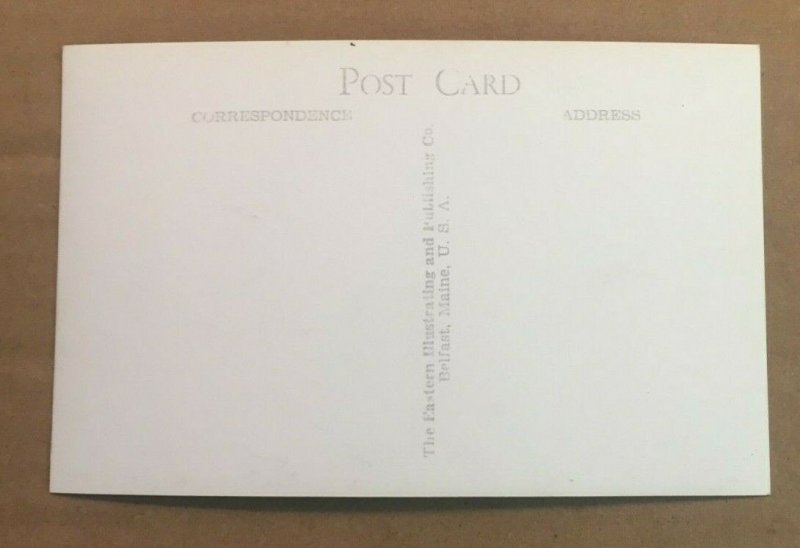 POST CARD
CORRESPONDENCE
ADDRESS
The Eastern Illustrating and Publishing Co.
Belfast, Maine, U. S. A.